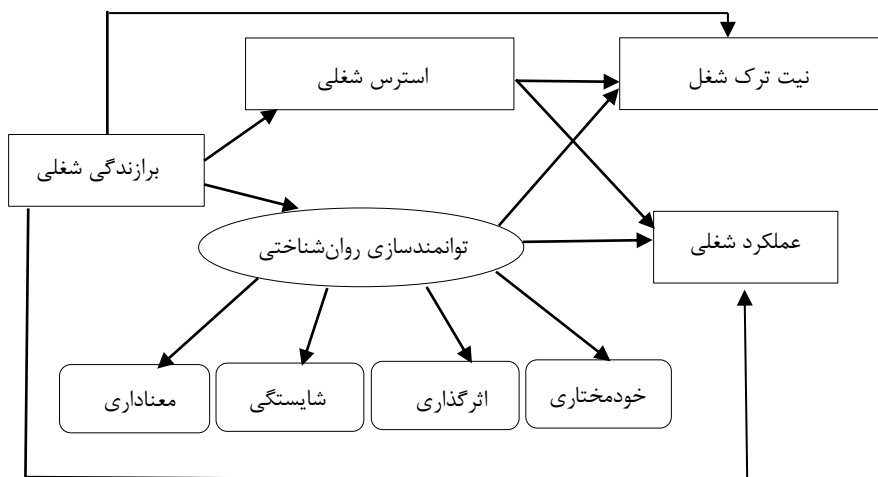 نیت ترک شغل
استرس شغلی
برازندگی شغلی
عملکرد شغلی
توانمندسازی روان‌شناختی
خودمختاری
اثرگذاری
شایستگی
معناداری